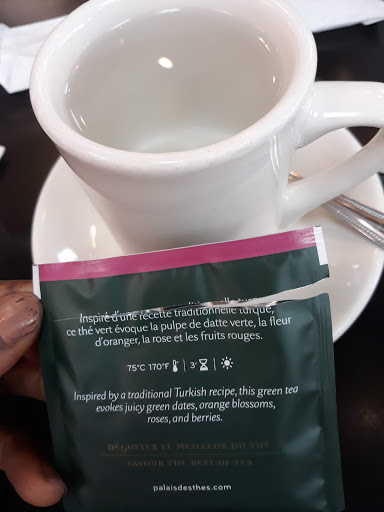 Inspiré d'une recette traditionnelle turque,
ce thé vert évoque la pulpe de datte verte, la fleur
d'oranger, la rose et les fruits rouges.
75°C 170°F | 3' |
Inspired by a traditional Turkish recipe, this green tea
evokes juicy green dates, orange blossoms,
roses, and berries.
DÉGUSTER LE MEILLEUR DU THÉ
SAVOUR THE BEST OF TEA
palaisdesthes.com